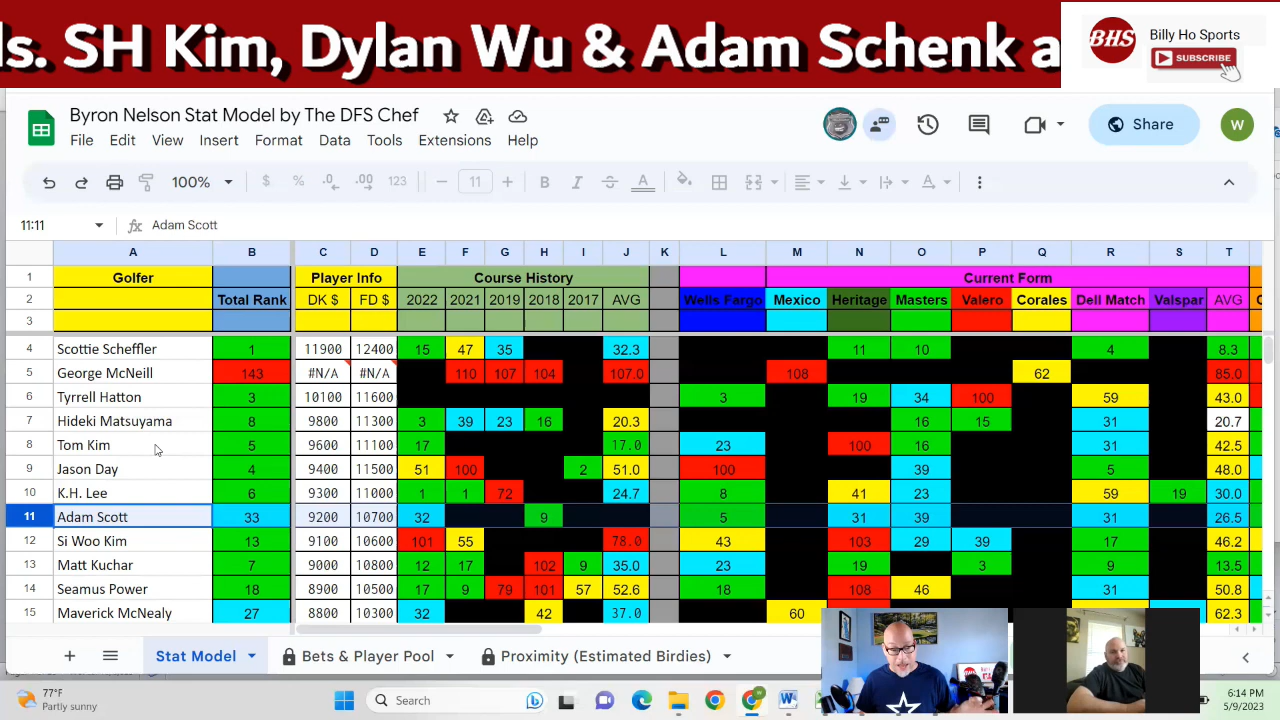 ls. SH Kim, Dylan Wu & Adam Schenk a
BHS
Billy Ho Sports
SUBSCRIBE
Byron Nelson Stat Model by The DFS Chef
File Edit View Insert Format Data Tools Extensions Help
Share
W
100% $ % .0 .00 123 11 B I S A A
11:11 fx Adam Scott
A B C D E F G H I J K L M N O P Q R S T
1 Golfer Player Info Course History Current Form
2 Total Rank DK $ FD $ 2022 2021 2019 2018 2017 AVG Wells Fargo Mexico Heritage Masters Valero Corales Dell Match Valspar AVG
3
4 Scottie Scheffler 1 11900 12400 15 47 35 32.3 11 10 4 8.3
5 George McNeill 143 #N/A #N/A 110 107 104 107.0 108 62 85.0
6 Tyrrell Hatton 3 10100 11600 3 19 34 100 59 43.0
7 Hideki Matsuyama 8 9800 11300 3 39 23 16 20.3 16 15 31 20.7
8 Tom Kim 5 9600 11100 17 17.0 23 100 16 31 42.5
9 Jason Day 4 9400 11500 51 100 2 51.0 100 39 5 48.0
10 K.H. Lee 6 9300 11000 1 1 72 24.7 8 41 23 59 19 30.0
11 Adam Scott 33 9200 10700 32 9 5 31 39 31 26.5
12 Si Woo Kim 13 9100 10600 101 55 78.0 43 103 29 39 17 46.2
13 Matt Kuchar 7 9000 10800 12 17 102 9 35.0 23 19 3 9 13.5
14 Seamus Power 18 8900 10500 17 9 79 101 57 52.6 18 108 46 31 50.8
15 Maverick McNealy 27 8800 10300 32 42 37.0 60 62.3
Stat Model Bets & Player Pool Proximity (Estimated Birdies)
77°F
Partly sunny
Search
6:14 PM
5/9/2023